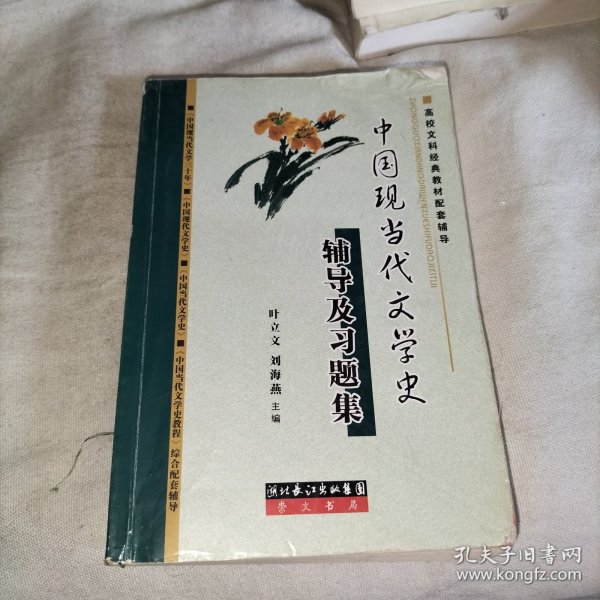 高校文科经典教材配套辅导
ZHONGGUOXIANDANGDAIWENXUESHIFUDAOJIXITIJI
中国现当代文学史
辅导及习题集
叶立文 刘海燕 主编
■《中国现当代文学三十年》■《中国现代文学史》■《中国当代文学史》■《中国当代文学史教程》综合配套辅导
湖北长江出版集团
崇文书局
孔夫子旧书网
www.kongfz.com